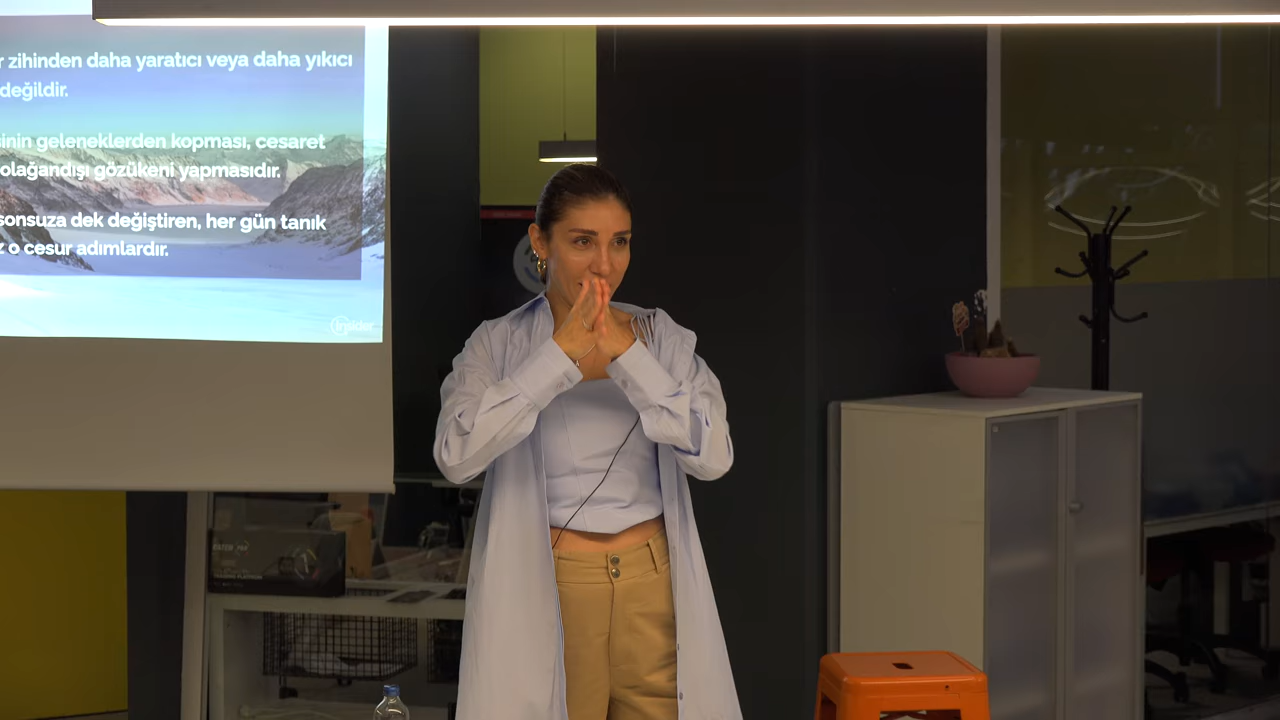 r zihinden daha yaratıcı veya daha yıkıcı
değildir.
sinin geleneklerden kopması, cesaret
olağandışı gözükeni yapmasıdır.
sonsuza dek değiştiren, her gün tanık
z o cesur adımlardır.
insider